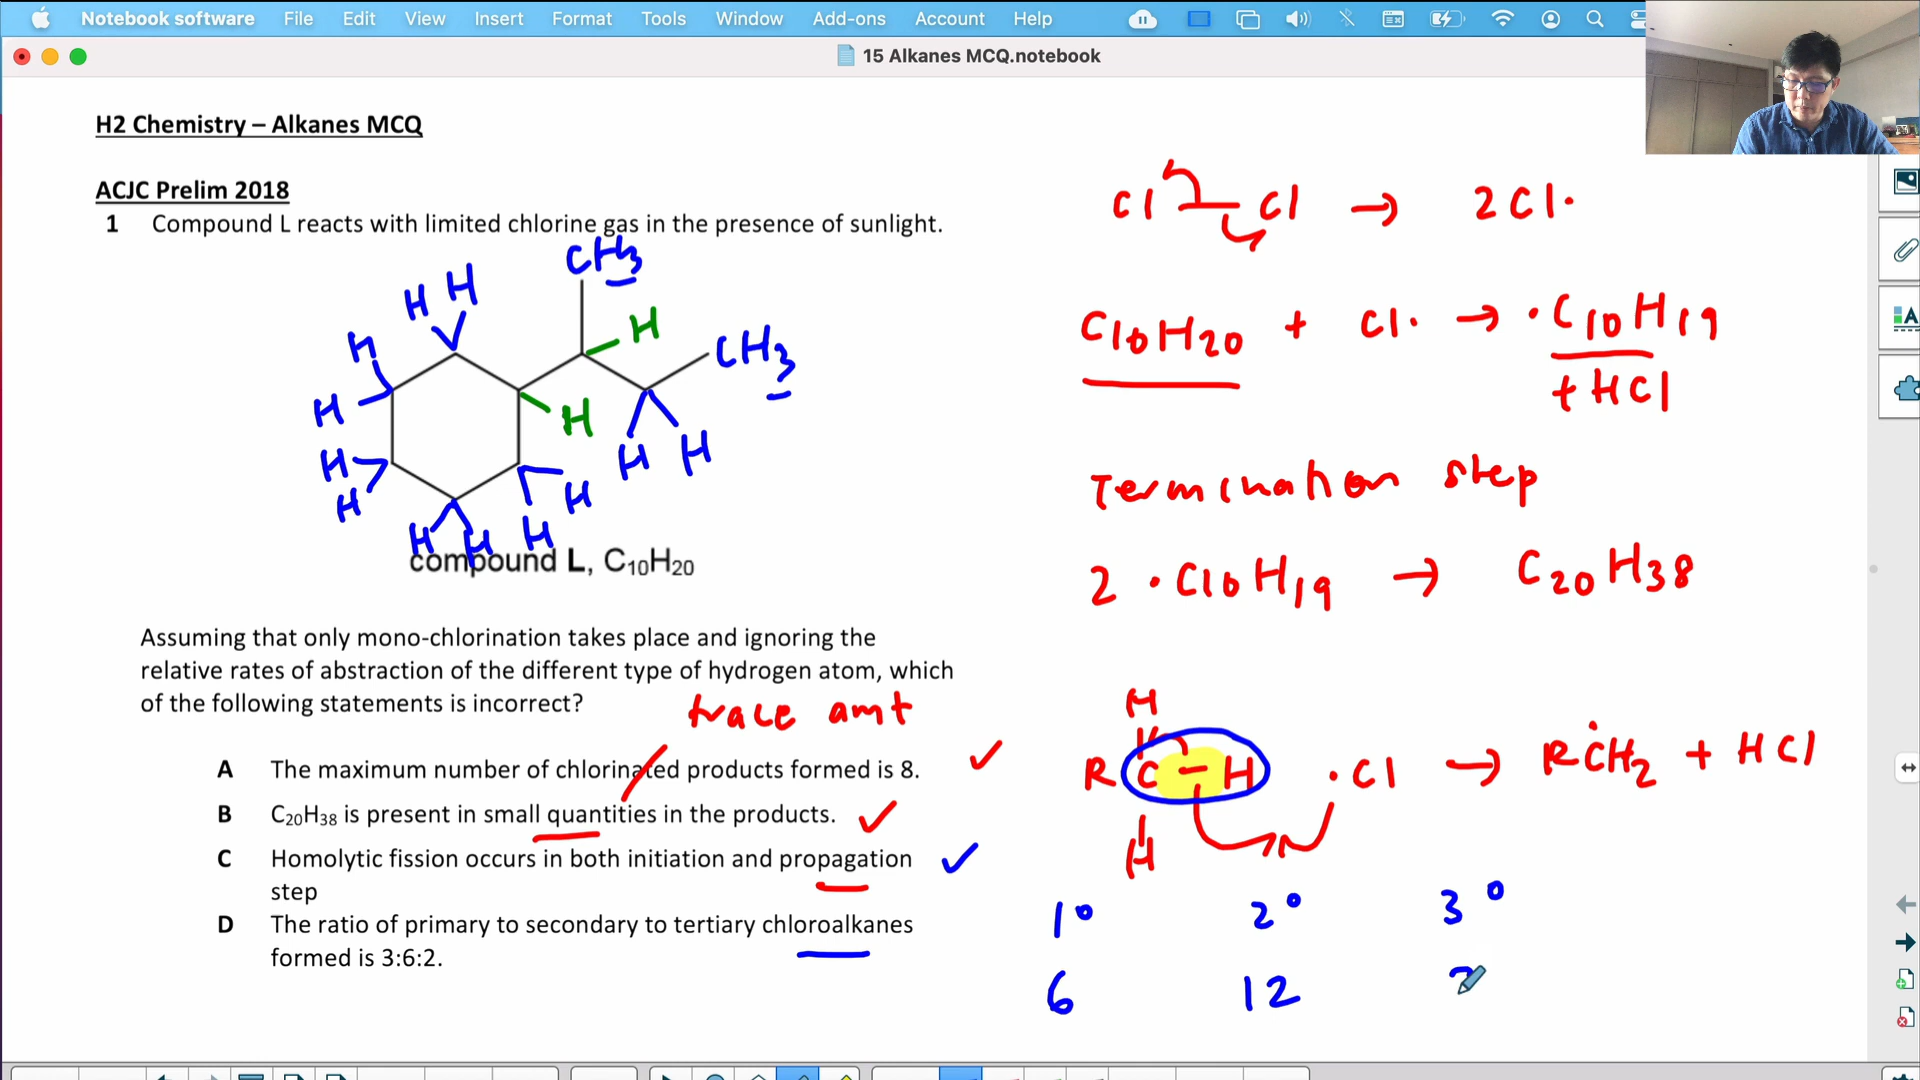 Notebook software File Edit View Insert Format Tools Window Add-ons Account Help
15 Alkanes MCQ.notebook
H2 Chemistry – Alkanes MCQ
ACJC Prelim 2018
1 Compound L reacts with limited chlorine gas in the presence of sunlight.
CH3
H H
H
H
CH3
H
H
H H
H
H
H
H H H
compound L, C10H20
Assuming that only mono-chlorination takes place and ignoring the
relative rates of abstraction of the different type of hydrogen atom, which
of the following statements is incorrect?
trace amt
A The maximum number of chlorinated products formed is 8. ✓
B C20H38 is present in small quantities in the products. ✓
C Homolytic fission occurs in both initiation and propagation ✓
step
D The ratio of primary to secondary to tertiary chloroalkanes
formed is 3:6:2.
Cl — Cl → 2Cl·
C10H20 + Cl· → ·C10H19
+ HCl
Termination step
2 ·C10H19 → C20H38
H
R C – H ·Cl → RĊH2 + HCl
H
1° 2° 3°
6 12